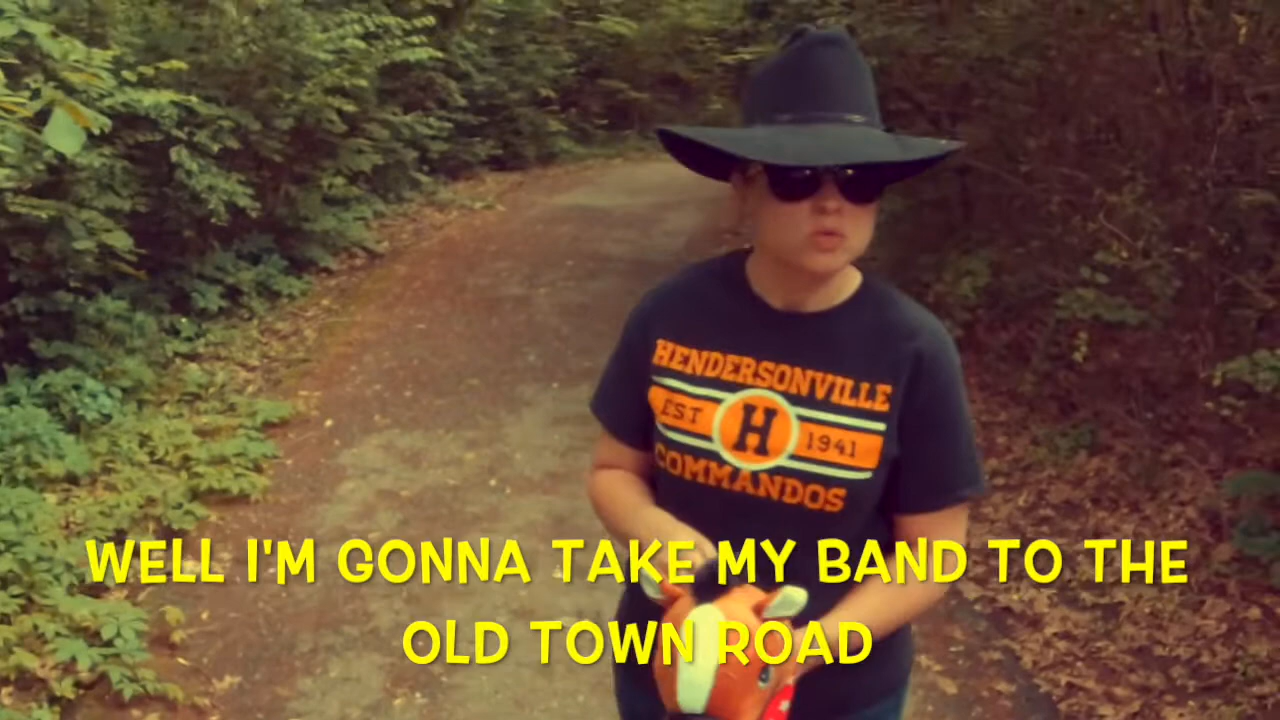 HENDERSONVILLE
EST H 1941
COMMANDOS
WELL I'M GONNA TAKE MY BAND TO THE
OLD TOWN ROAD